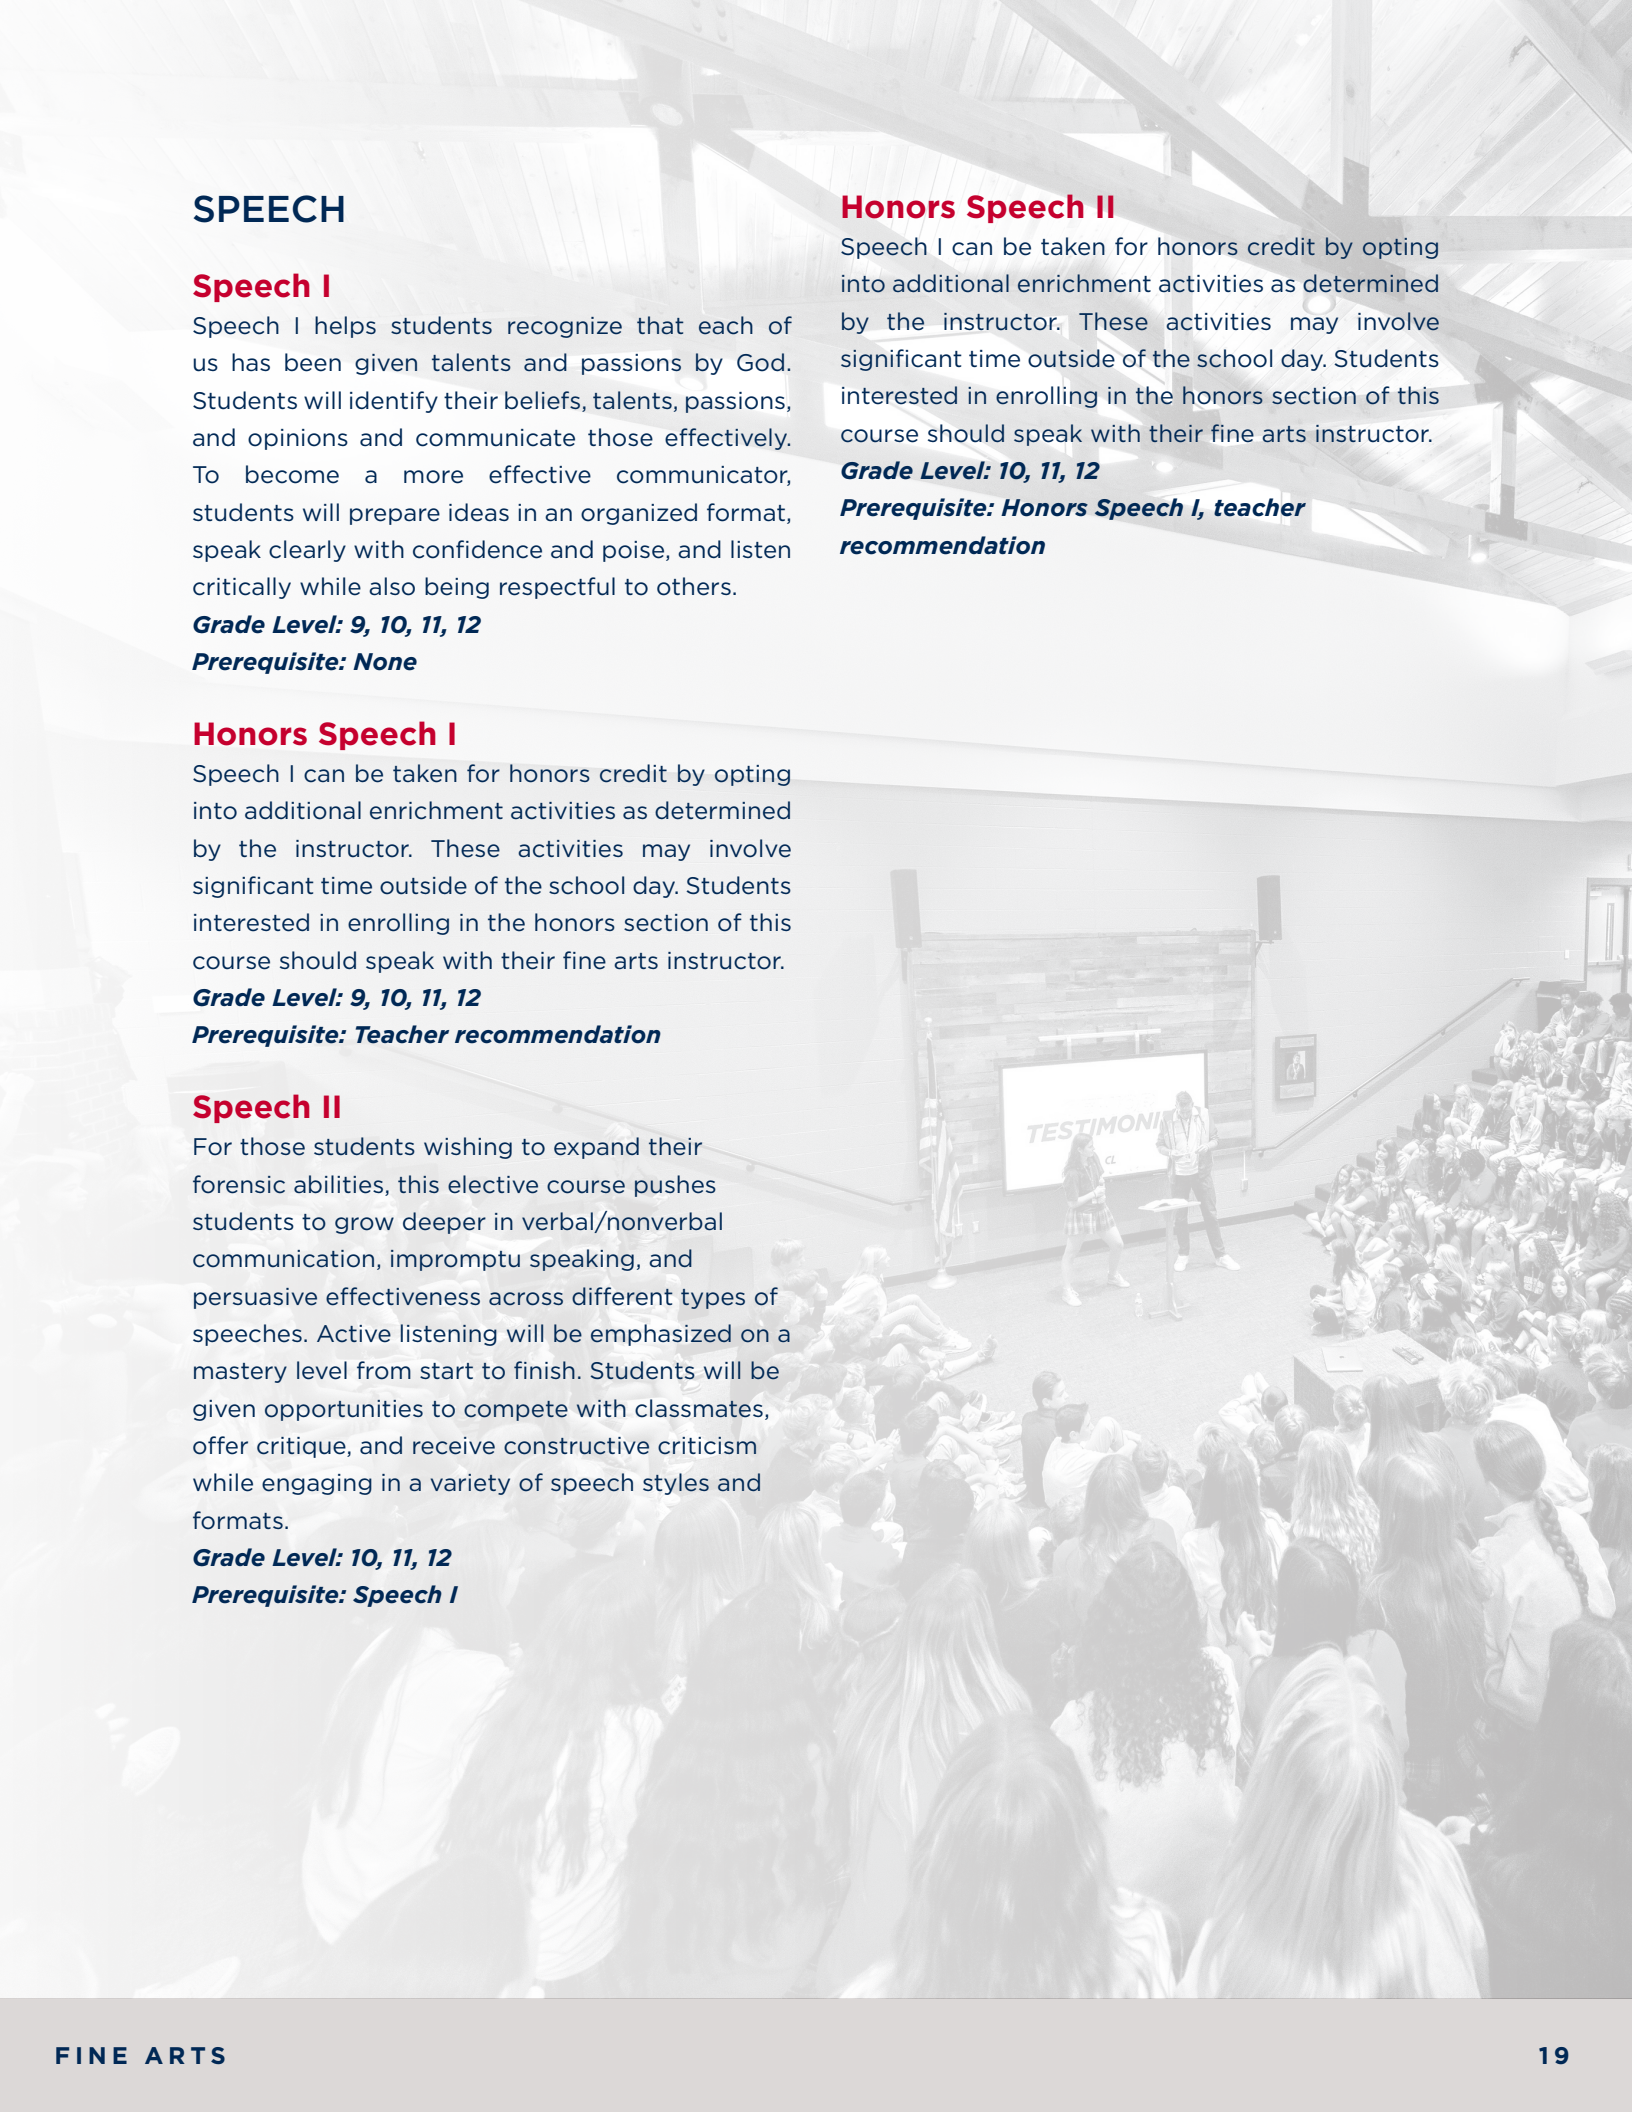 SPEECH
Speech I
Speech I helps students recognize that each of
us has been given talents and passions by God.
Students will identify their beliefs, talents, passions,
and opinions and communicate those effectively.
To become a more effective communicator,
students will prepare ideas in an organized format,
speak clearly with confidence and poise, and listen
critically while also being respectful to others.
Grade Level: 9, 10, 11, 12
Prerequisite: None
Honors Speech I
Speech I can be taken for honors credit by opting
into additional enrichment activities as determined
by the instructor. These activities may involve
significant time outside of the school day. Students
interested in enrolling in the honors section of this
course should speak with their fine arts instructor.
Grade Level: 9, 10, 11, 12
Prerequisite: Teacher recommendation
Speech II
For those students wishing to expand their
forensic abilities, this elective course pushes
students to grow deeper in verbal/nonverbal
communication, impromptu speaking, and
persuasive effectiveness across different types of
speeches. Active listening will be emphasized on a
mastery level from start to finish. Students will be
given opportunities to compete with classmates,
offer critique, and receive constructive criticism
while engaging in a variety of speech styles and
formats.
Grade Level: 10, 11, 12
Prerequisite: Speech I
Honors Speech II
Speech I can be taken for honors credit by opting
into additional enrichment activities as determined
by the instructor. These activities may involve
significant time outside of the school day. Students
interested in enrolling in the honors section of this
course should speak with their fine arts instructor.
Grade Level: 10, 11, 12
Prerequisite: Honors Speech I, teacher
recommendation
TESTIMONI
CL
FINE ARTS
19